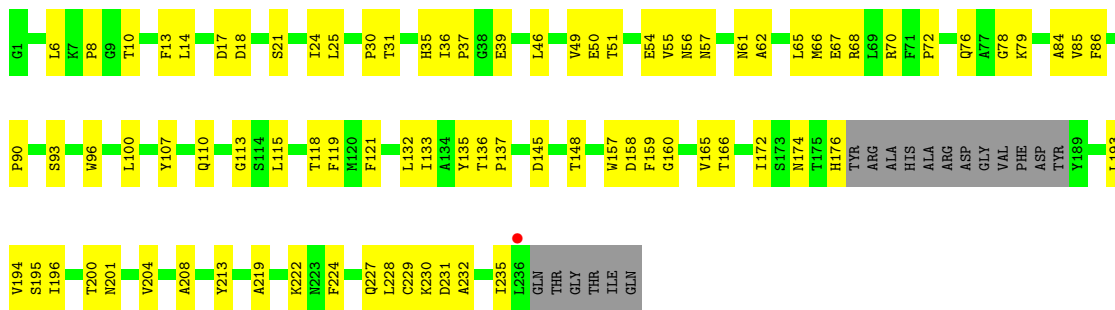 G1 L6 K7 P8 G9 T10 F13 L14 D17 D18 S21 I24 L25 P30 T31 H35 I36 P37 G38 E39 L46 V49 E50 T51 E54 V55 N56 N57 N61 A62 L65 M66 E67 R68 L69 R70 F71 P72 Q76 A77 G78 K79 A84 V85 F86
P90 S93 W96 L100 Y107 Q110 G113 S114 L115 T118 F119 M120 F121 L132 I133 A134 Y135 T136 P137 D145 T148 W157 D158 F159 G160 V165 T166 I172 S173 N174 T175 H176 TYR ARG ALA HIS ALA ARG ASP GLY VAL PHE ASP TYR Y189
V194 S195 I196 T200 N201 V204 A208 Y213 A219 K222 N223 F224 Q227 L228 C229 K230 D231 A232 I235 L236 GLN THR GLY THR ILE GLN